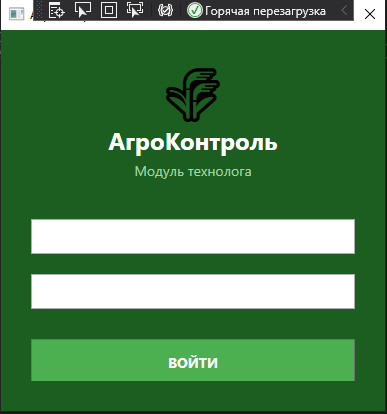 Горячая перезагрузка
АгроКонтроль
Модуль технолога
ВОЙТИ